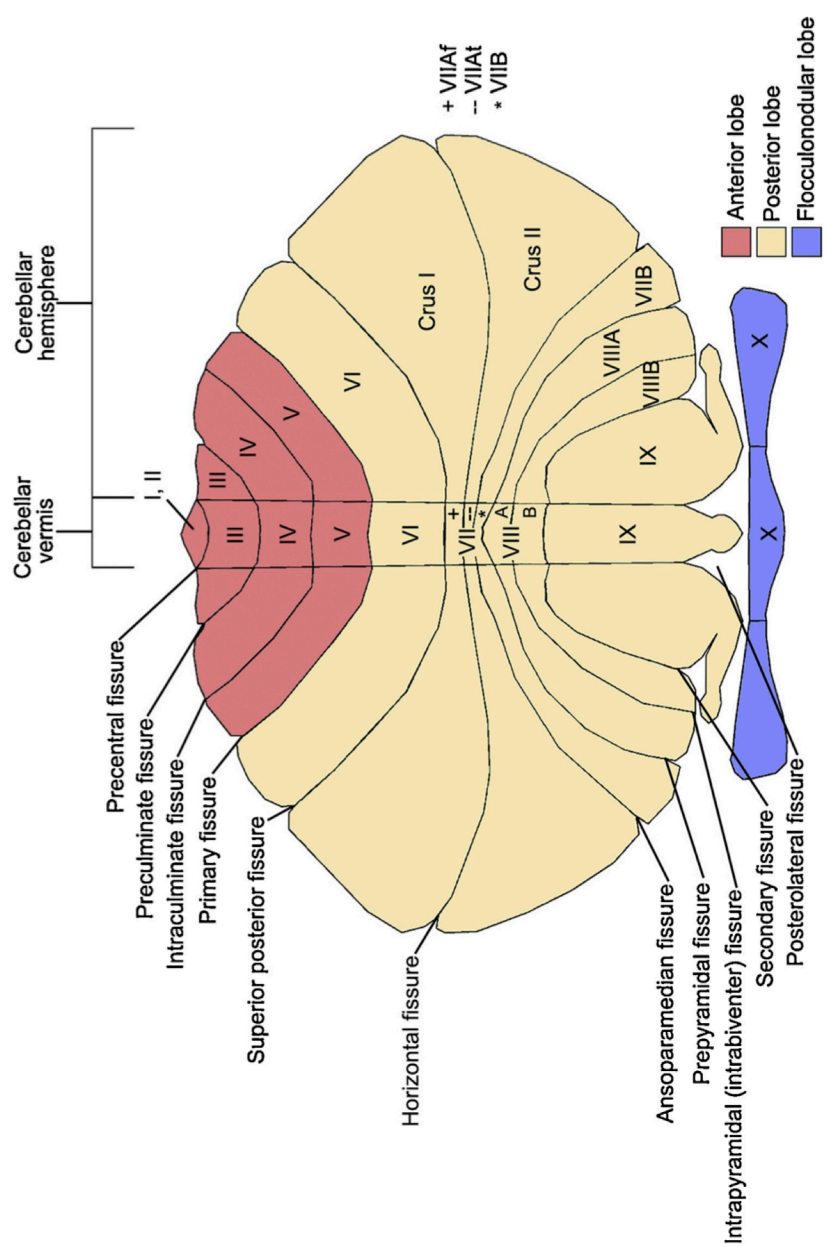 Cerebellar
vermis
Cerebellar
hemisphere
I, II
III
III
IV
IV
V
V
VI
VI
Crus I
Crus II
VII
+
--
*
VIIB
VIII
A
B
VIIIA
VIIIB
IX
IX
X
X
+ VIIAf
-- VIIAt
* VIIB
Precentral fissure
Preculminate fissure
Intraculminate fissure
Primary fissure
Superior posterior fissure
Horizontal fissure
Ansoparamedian fissure
Prepyramidal fissure
Intrapyramidal (intrabiventer) fissure
Secondary fissure
Posterolateral fissure
Anterior lobe
Posterior lobe
Flocculonodular lobe